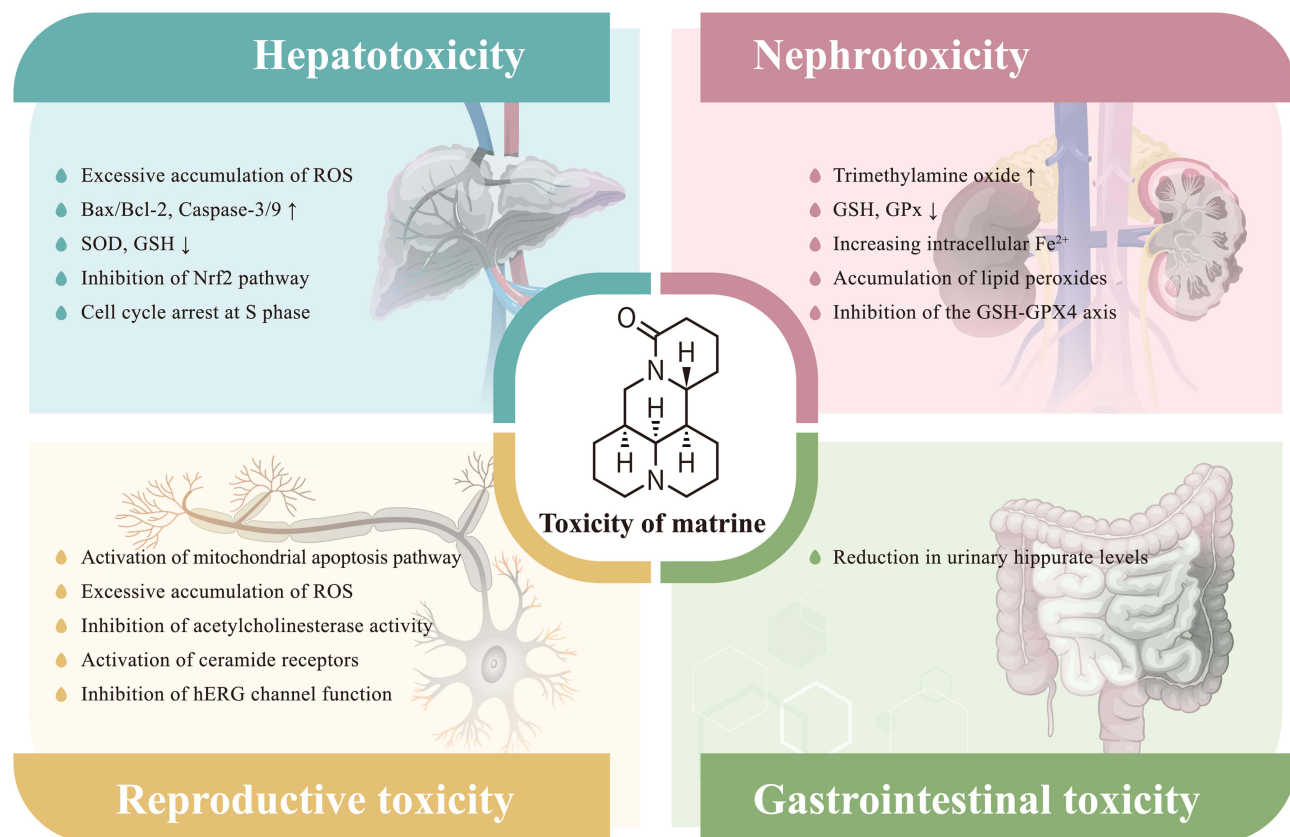 Hepatotoxicity
Excessive accumulation of ROS
Bax/Bcl-2, Caspase-3/9 ↑
SOD, GSH ↓
Inhibition of Nrf2 pathway
Cell cycle arrest at S phase
Nephrotoxicity
Trimethylamine oxide ↑
GSH, GPx ↓
Increasing intracellular Fe²⁺
Accumulation of lipid peroxides
Inhibition of the GSH-GPX4 axis
O
H
N
H
H
H
N
Toxicity of matrine
Activation of mitochondrial apoptosis pathway
Excessive accumulation of ROS
Inhibition of acetylcholinesterase activity
Activation of ceramide receptors
Inhibition of hERG channel function
Reproductive toxicity
Reduction in urinary hippurate levels
Gastrointestinal toxicity